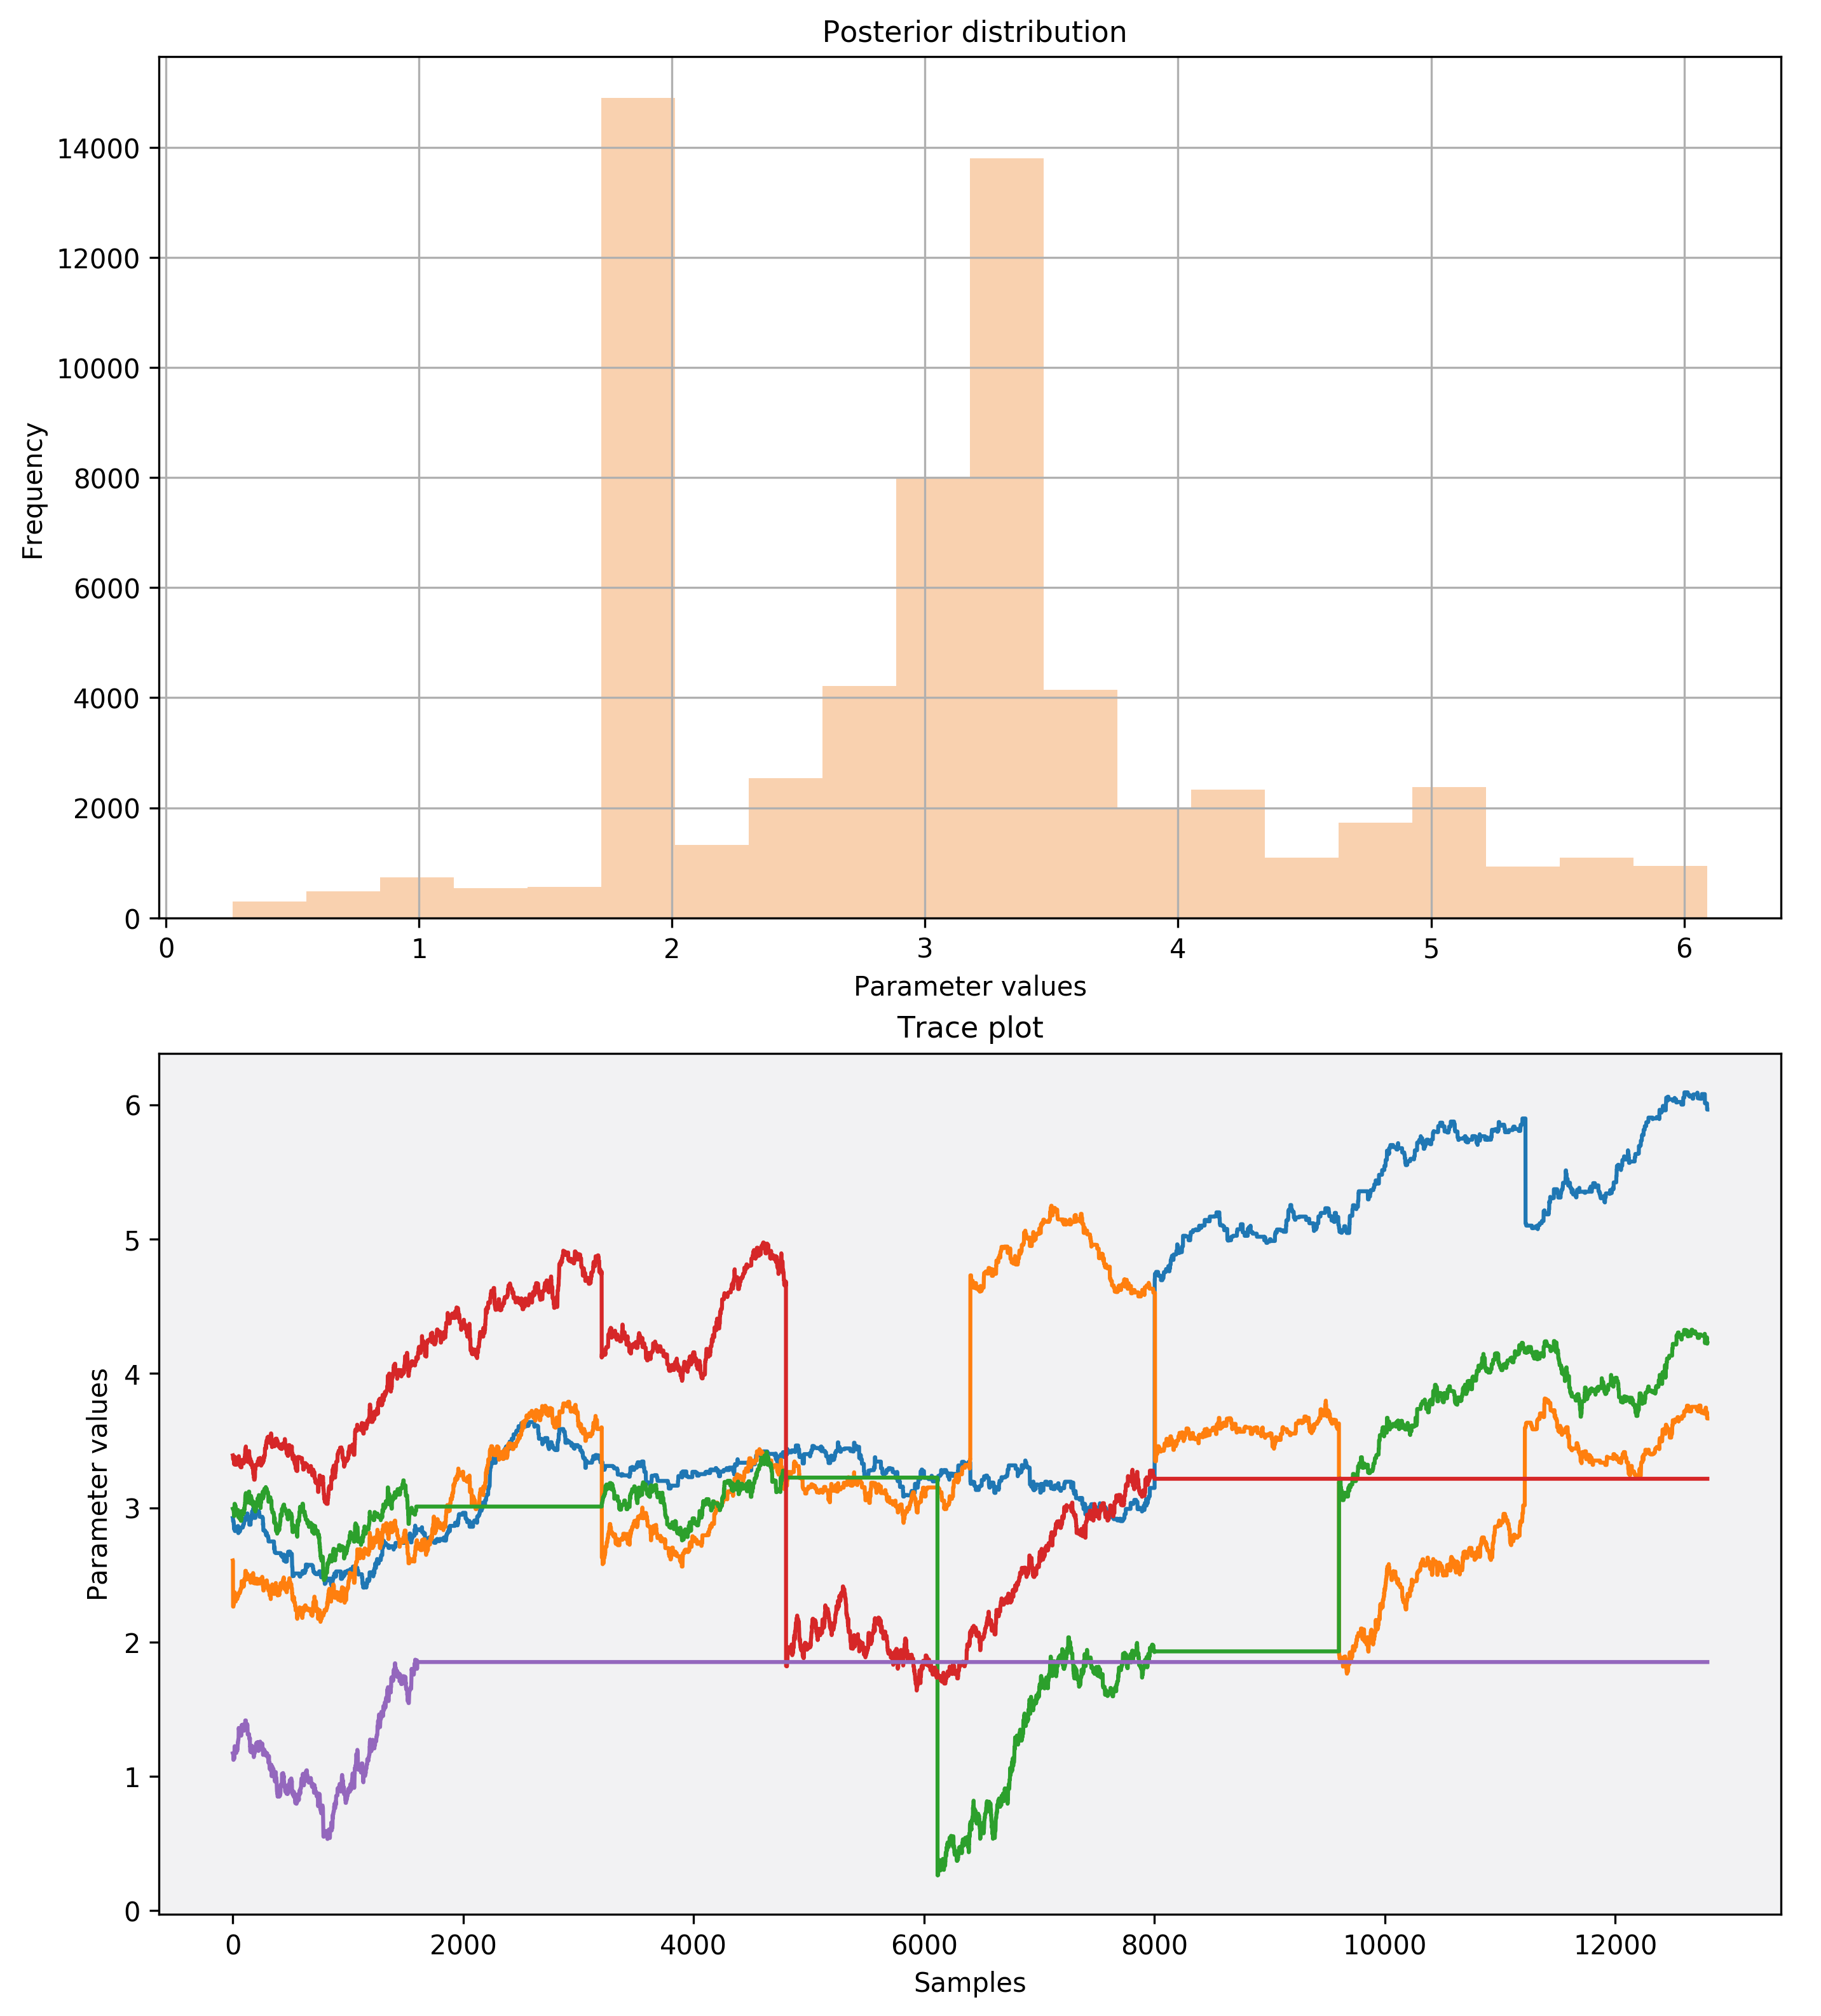 Posterior distribution
14000
12000
10000
8000
6000
4000
2000
0
Frequency
0 1 2 3 4 5 6
Parameter values
Trace plot
6
5
4
3
2
1
0
Parameter values
0 2000 4000 6000 8000 10000 12000
Samples